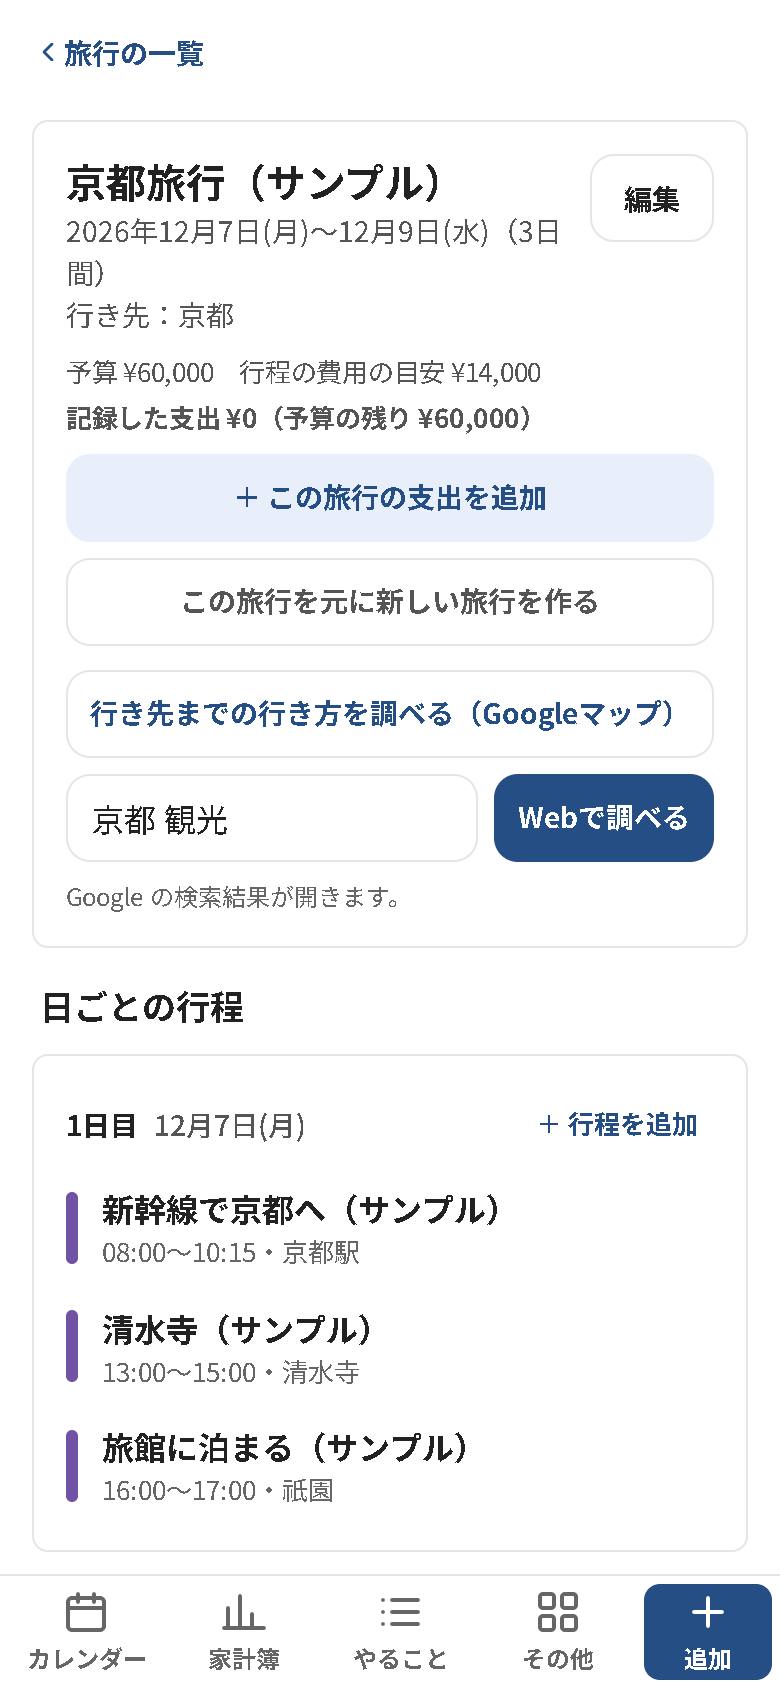 旅行の一覧
京都旅行（サンプル）
編集
2026年12月7日(月)〜12月9日(水)（3日
間）
行き先：京都
予算 ¥60,000　行程の費用の目安 ¥14,000
記録した支出 ¥0（予算の残り ¥60,000）
＋ この旅行の支出を追加
この旅行を元に新しい旅行を作る
行き先までの行き方を調べる（Googleマップ）
京都 観光
Webで調べる
Google の検索結果が開きます。
日ごとの行程
1日目 12月7日(月)
＋ 行程を追加
新幹線で京都へ（サンプル）
08:00〜10:15・京都駅
清水寺（サンプル）
13:00〜15:00・清水寺
旅館に泊まる（サンプル）
16:00〜17:00・祇園
カレンダー
家計簿
やること
その他
追加